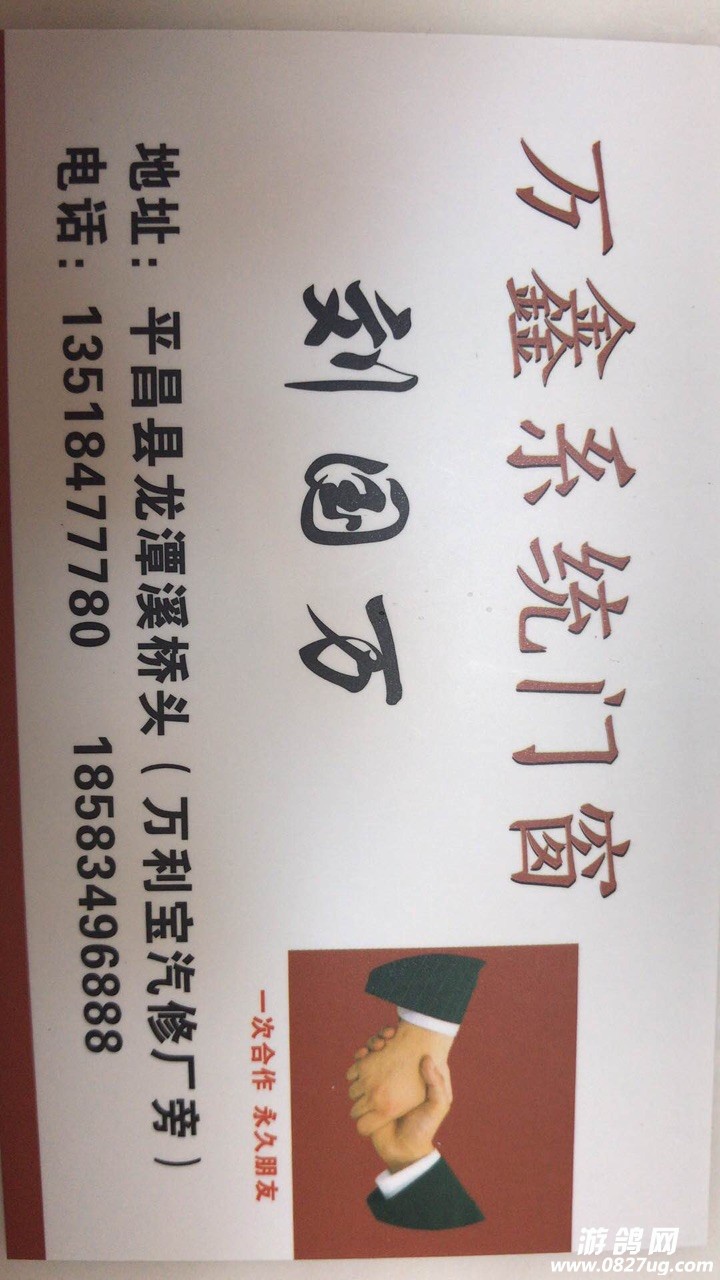 万鑫系统门窗
刘国万
一次合作 永久朋友
地址：平昌县龙潭溪桥头（万利宝汽修厂旁）
电话：13518477780 18583496888
游鸽网
www.0827ug.com